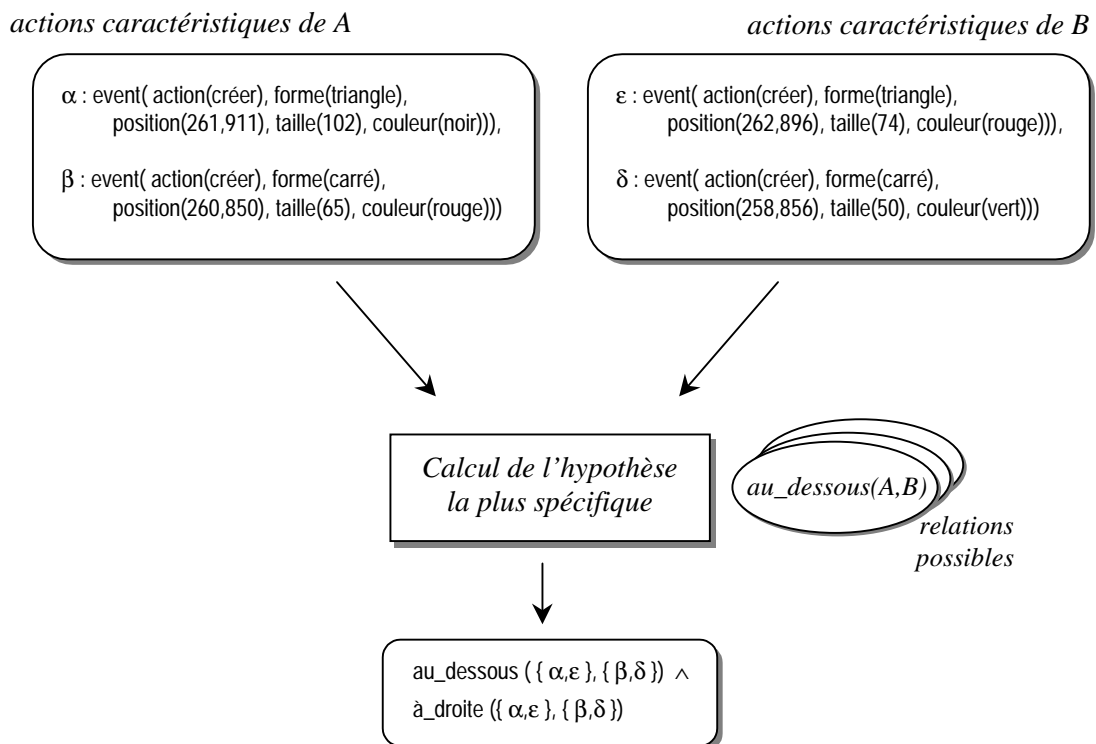 actions caractéristiques de A
actions caractéristiques de B
α : event( action(créer), forme(triangle),
position(261,911), taille(102), couleur(noir))),
β : event( action(créer), forme(carré),
position(260,850), taille(65), couleur(rouge)))
ε : event( action(créer), forme(triangle),
position(262,896), taille(74), couleur(rouge))),
δ : event( action(créer), forme(carré),
position(258,856), taille(50), couleur(vert)))
Calcul de l’hypothèse
la plus spécifique
au_dessous(A,B)
relations
possibles
au_dessous ( { α,ε }, { β,δ }) ∧
à_droite ({ α,ε }, { β,δ })